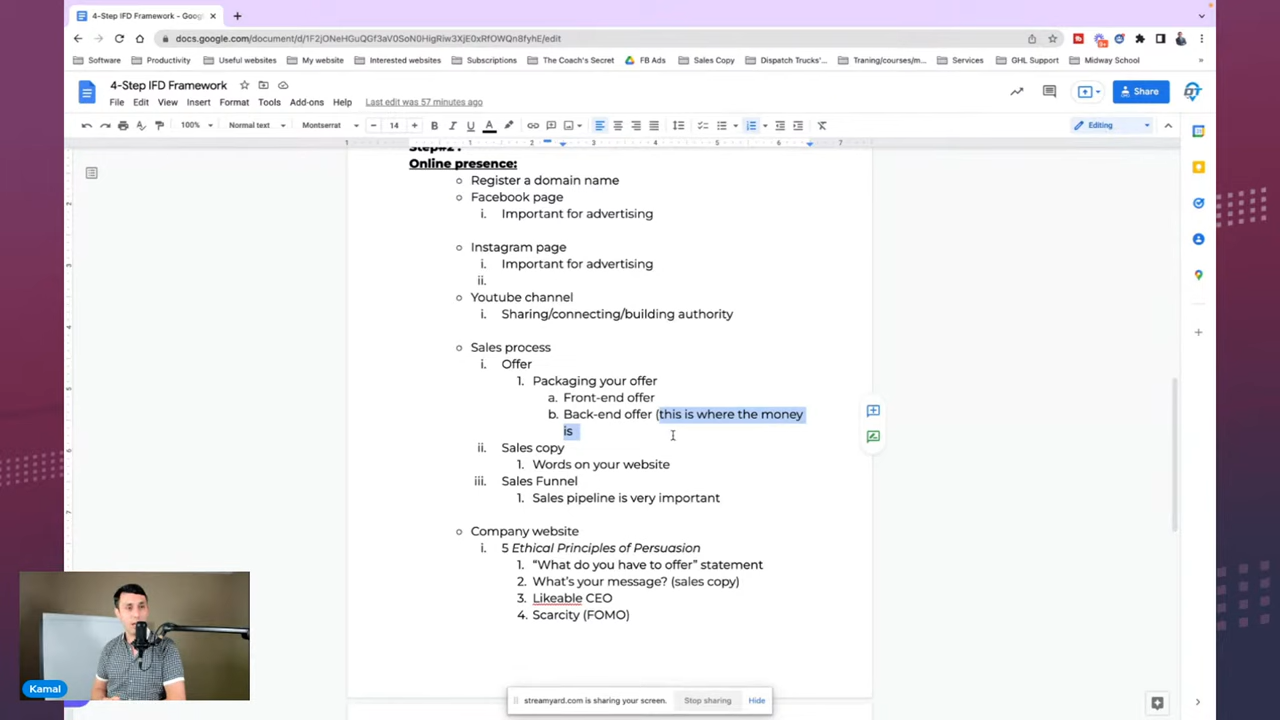 4-Step IFD Framework - Goog
docs.google.com/document/d/1F2jONeHGuQGf3aV0SoN0HigRiw3XjE0xRfOWQn8fyhE/edit
Software
Productivity
Useful websites
My website
Interested websites
Subscriptions
The Coach's Secret
FB Ads
Sales Copy
Dispatch Trucks'...
Traning/courses/m...
Services
GHL Support
Midway School
4-Step IFD Framework
File Edit View Insert Format Tools Add-ons Help Last edit was 57 minutes ago
Share
100% Normal text Montserrat 14 Editing
Step#2 :
Online presence:
Register a domain name
Facebook page
i. Important for advertising
Instagram page
i. Important for advertising
ii.
Youtube channel
i. Sharing/connecting/building authority
Sales process
i. Offer
1. Packaging your offer
a. Front-end offer
b. Back-end offer (this is where the money
is
ii. Sales copy
1. Words on your website
iii. Sales Funnel
1. Sales pipeline is very important
Company website
i. 5 Ethical Principles of Persuasion
1. “What do you have to offer” statement
2. What's your message? (sales copy)
3. Likeable CEO
4. Scarcity (FOMO)
Kamal
streamyard.com is sharing your screen. Stop sharing Hide